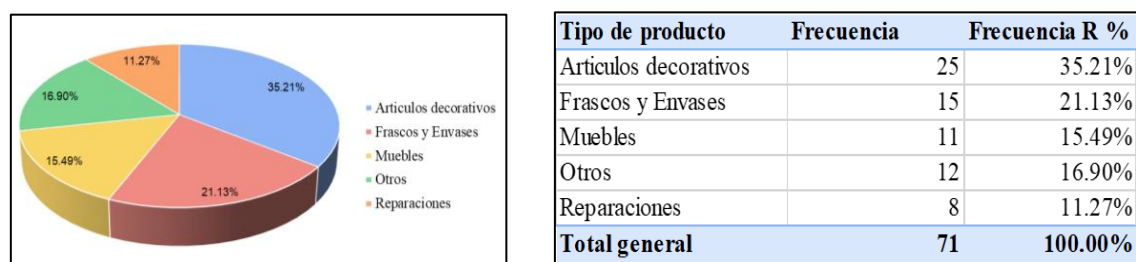 11.27%
35.21%
16.90%
15.49%
21.13%
Articulos decorativos
Frascos y Envases
Muebles
Otros
Reparaciones
Tipo de producto Frecuencia Frecuencia R %
Articulos decorativos 25 35.21%
Frascos y Envases 15 21.13%
Muebles 11 15.49%
Otros 12 16.90%
Reparaciones 8 11.27%
Total general 71 100.00%